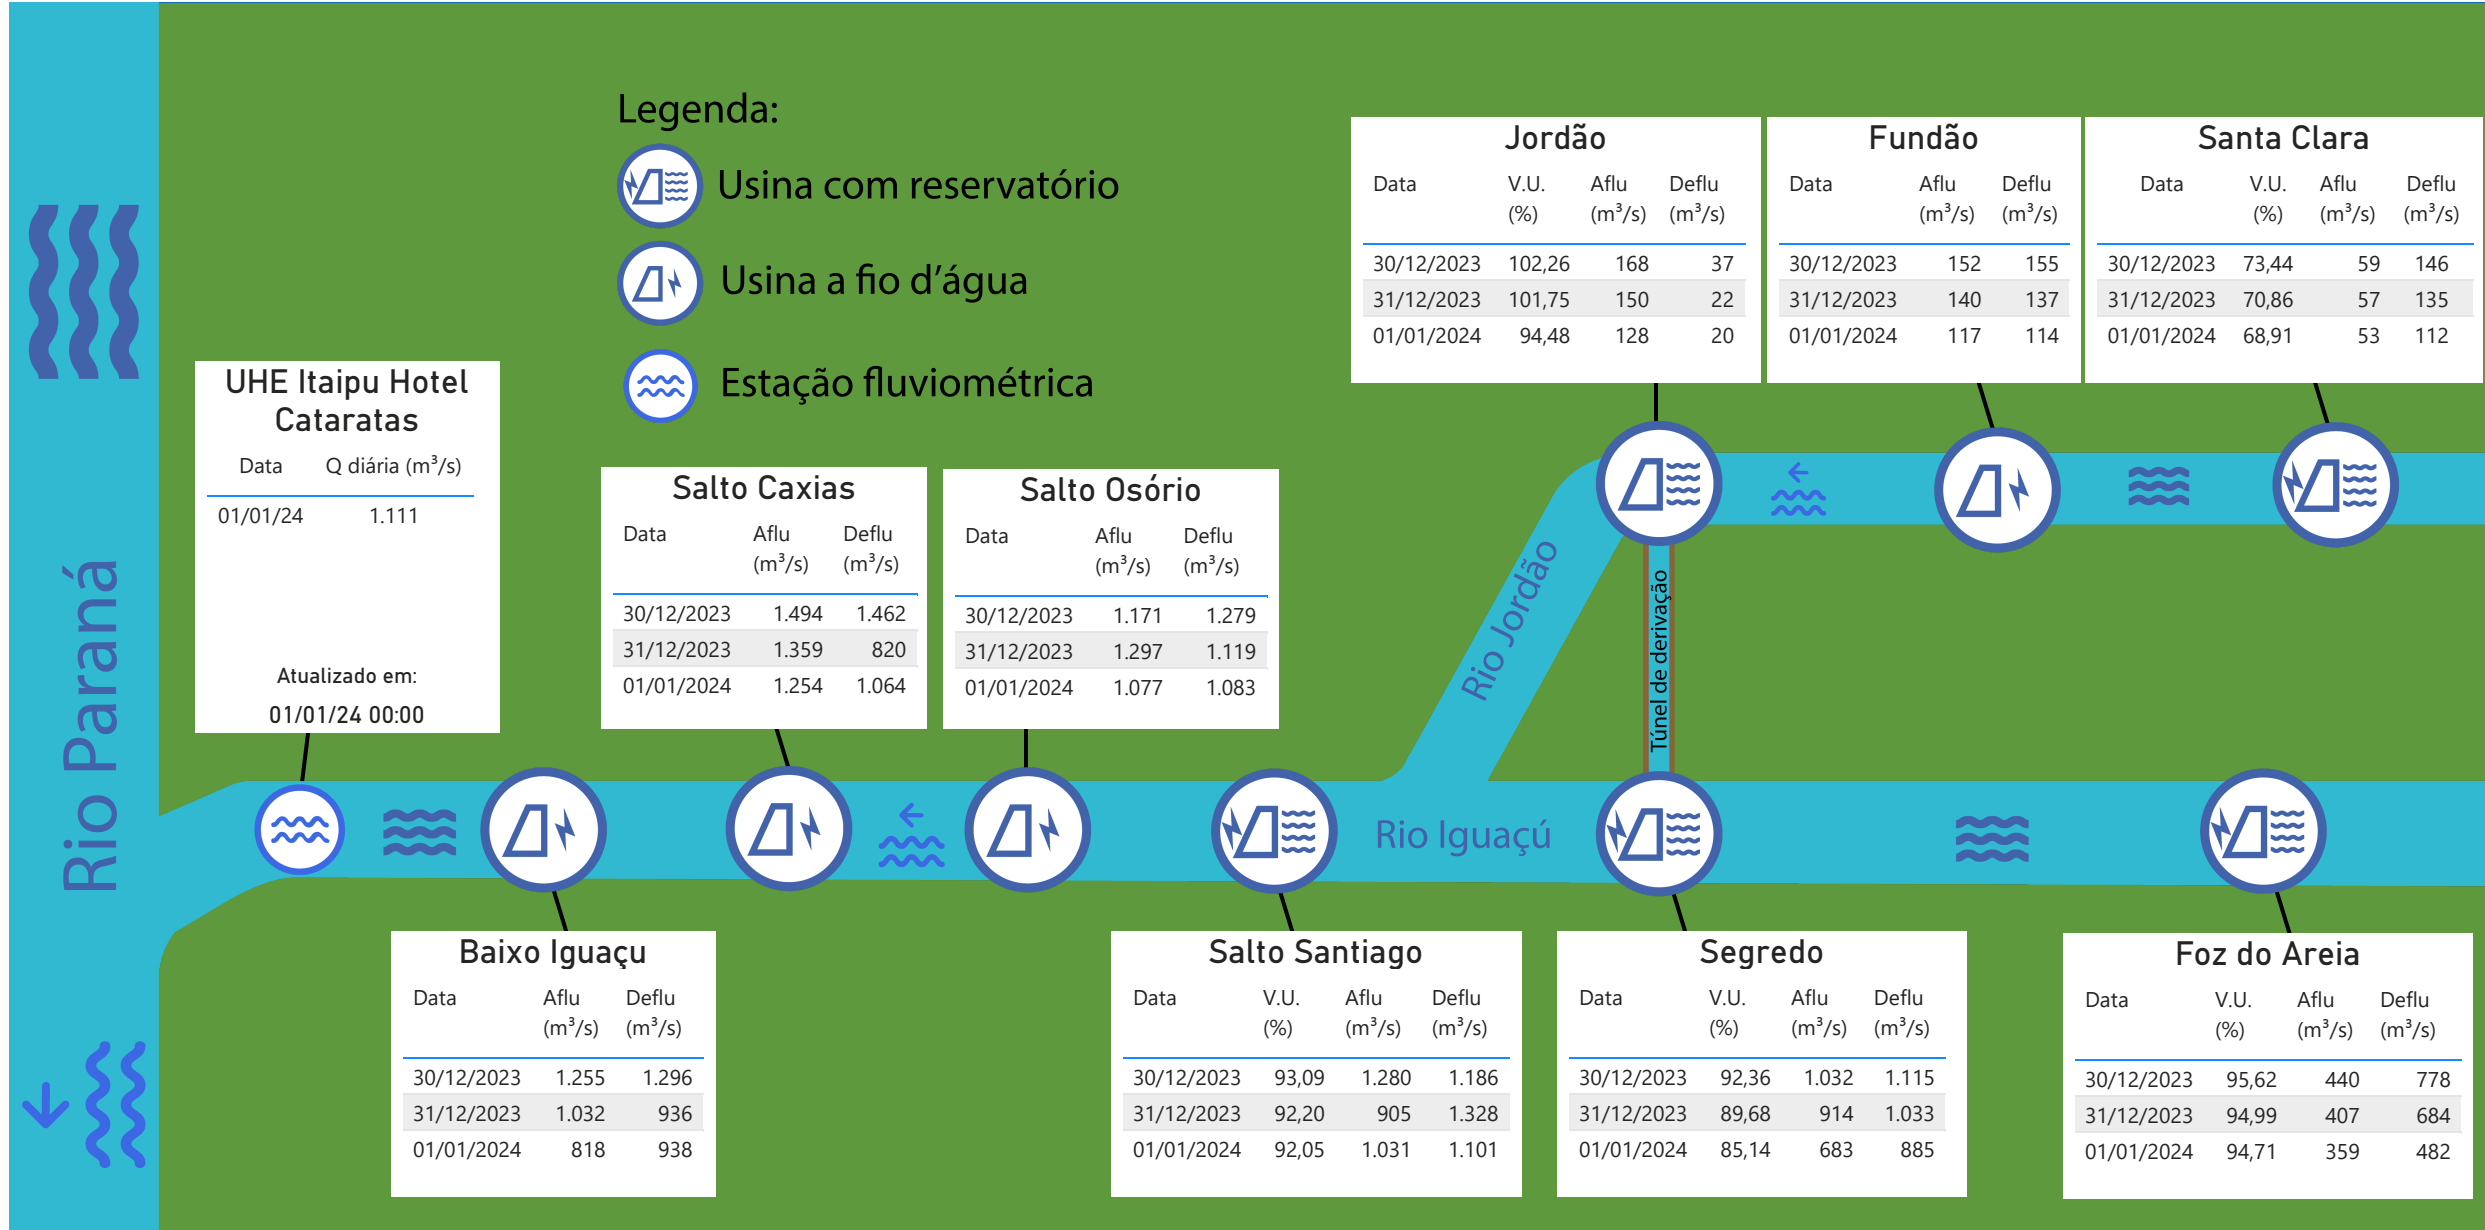 Legenda:
Usina com reservatório
Usina a fio d'água
Estação fluviométrica
Jordão
Data V.U. (%) Aflu (m³/s) Deflu (m³/s)
30/12/2023 102,26 168 37
31/12/2023 101,75 150 22
01/01/2024 94,48 128 20
Fundão
Data Aflu (m³/s) Deflu (m³/s)
30/12/2023 152 155
31/12/2023 140 137
01/01/2024 117 114
Santa Clara
Data V.U. (%) Aflu (m³/s) Deflu (m³/s)
30/12/2023 73,44 59 146
31/12/2023 70,86 57 135
01/01/2024 68,91 53 112
UHE Itaipu Hotel
Cataratas
Data Q diária (m³/s)
01/01/24 1.111
Atualizado em:
01/01/24 00:00
Salto Caxias
Data Aflu (m³/s) Deflu (m³/s)
30/12/2023 1.494 1.462
31/12/2023 1.359 820
01/01/2024 1.254 1.064
Salto Osório
Data Aflu (m³/s) Deflu (m³/s)
30/12/2023 1.171 1.279
31/12/2023 1.297 1.119
01/01/2024 1.077 1.083
Rio Paraná
Rio Jordão
Túnel de derivação
Rio Iguaçú
Baixo Iguaçu
Data Aflu (m³/s) Deflu (m³/s)
30/12/2023 1.255 1.296
31/12/2023 1.032 936
01/01/2024 818 938
Salto Santiago
Data V.U. (%) Aflu (m³/s) Deflu (m³/s)
30/12/2023 93,09 1.280 1.186
31/12/2023 92,20 905 1.328
01/01/2024 92,05 1.031 1.101
Segredo
Data V.U. (%) Aflu (m³/s) Deflu (m³/s)
30/12/2023 92,36 1.032 1.115
31/12/2023 89,68 914 1.033
01/01/2024 85,14 683 885
Foz do Areia
Data V.U. (%) Aflu (m³/s) Deflu (m³/s)
30/12/2023 95,62 440 778
31/12/2023 94,99 407 684
01/01/2024 94,71 359 482